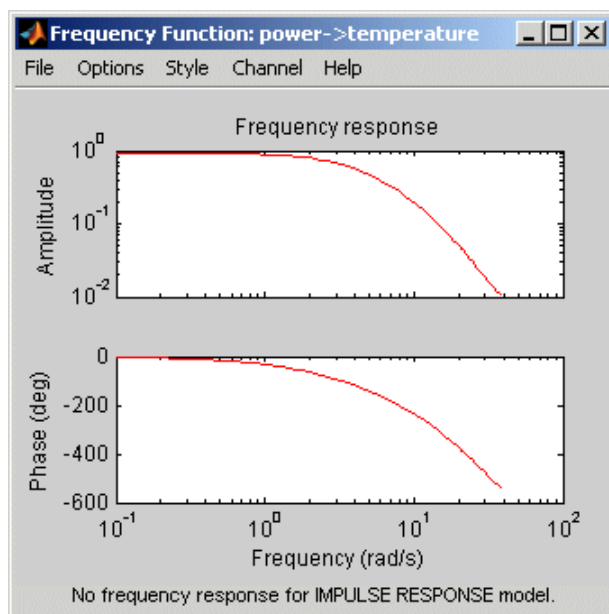 Frequency Function: power->temperature
File Options Style Channel Help
Frequency response
10^0
10^-1
10^-2
Amplitude
0
-200
-400
-600
Phase (deg)
10^-1 10^0 10^1 10^2
Frequency (rad/s)
No frequency response for IMPULSE RESPONSE model.